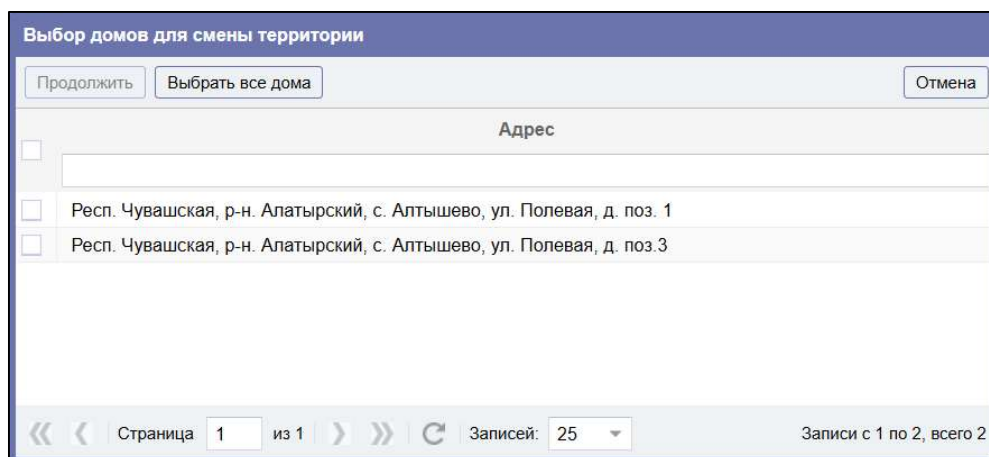 Выбор домов для смены территории
Продолжить Выбрать все дома Отмена
Адрес
Респ. Чувашская, р-н. Алатырский, с. Алтышево, ул. Полевая, д. поз. 1
Респ. Чувашская, р-н. Алатырский, с. Алтышево, ул. Полевая, д. поз.3
Страница 1 из 1 Записей: 25 Записи с 1 по 2, всего 2